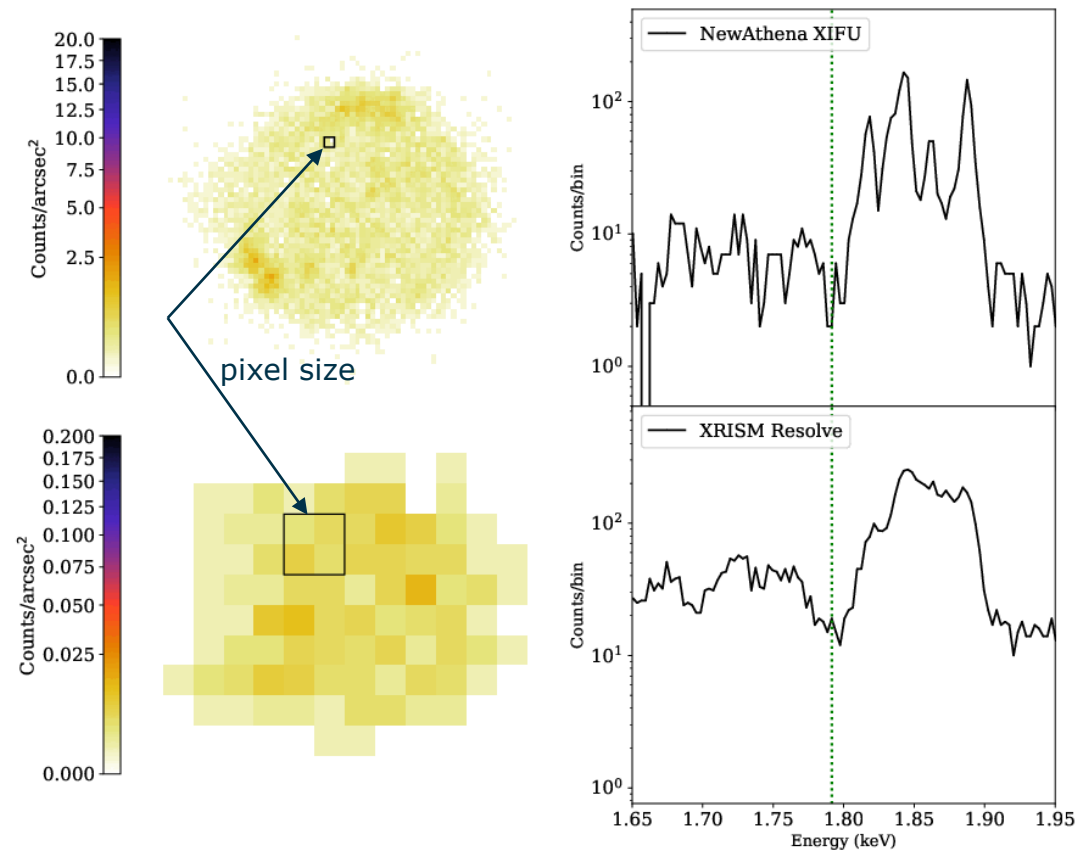 20.0
17.5
15.0
12.5
10.0
7.5
5.0
2.5
0.0
Counts/arcsec²
pixel size
0.200
0.175
0.150
0.125
0.100
0.075
0.050
0.025
0.000
Counts/arcsec²
NewAthena XIFU
10²
10¹
10⁰
Counts/bin
XRISM Resolve
10²
10¹
10⁰
Counts/bin
1.65 1.70 1.75 1.80 1.85 1.90 1.95
Energy (keV)